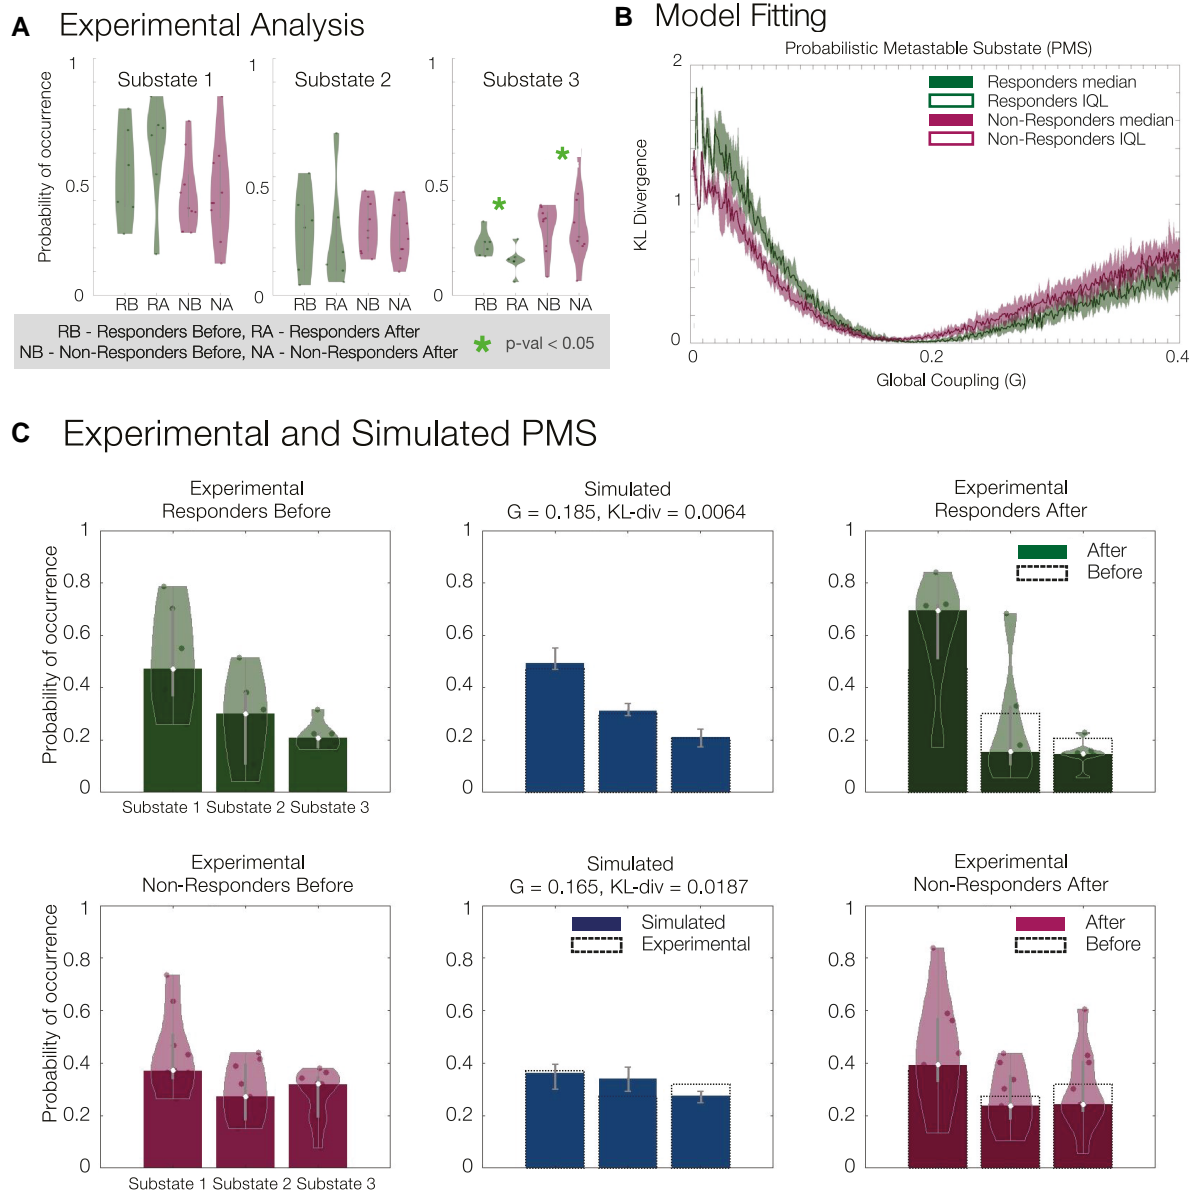 A Experimental Analysis
1
0.5
0
Probability of occurrence
Substate 1
RB RA NB NA
1
0.5
0
Substate 2
RB RA NB NA
1
0.5
0
Substate 3
*
*
RB RA NB NA
RB - Responders Before, RA - Responders After
NB - Non-Responders Before, NA - Non-Responders After
* p-val < 0.05
B Model Fitting
Probabilistic Metastable Substate (PMS)
Responders median
Responders IQL
Non-Responders median
Non-Responders IQL
2
1
0
KL Divergence
0 0.2 0.4
Global Coupling (G)
C Experimental and Simulated PMS
Experimental
Responders Before
1
0.8
0.6
0.4
0.2
0
Probability of occurrence
Substate 1 Substate 2 Substate 3
Simulated
G = 0.185, KL-div = 0.0064
1
0.8
0.6
0.4
0.2
0
Experimental
Responders After
After
Before
1
0.8
0.6
0.4
0.2
0
Experimental
Non-Responders Before
1
0.8
0.6
0.4
0.2
0
Probability of occurrence
Substate 1 Substate 2 Substate 3
Simulated
G = 0.165, KL-div = 0.0187
Simulated
Experimental
1
0.8
0.6
0.4
0.2
0
Experimental
Non-Responders After
After
Before
1
0.8
0.6
0.4
0.2
0